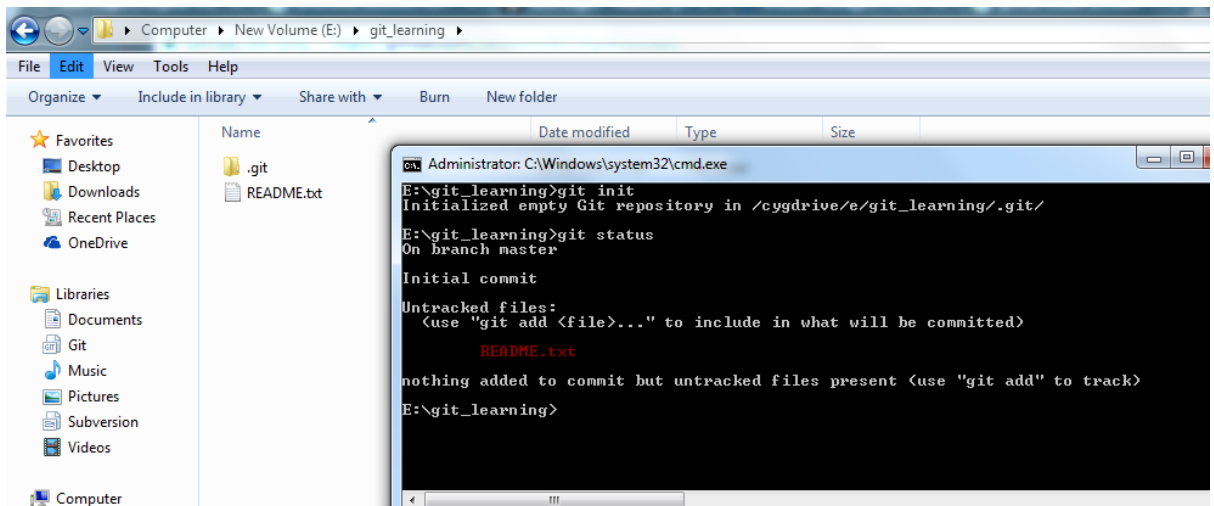 Computer ▸ New Volume (E:) ▸ git_learning ▸
File Edit View Tools Help
Organize ▾ Include in library ▾ Share with ▾ Burn New folder
Name Date modified Type Size
Favorites
Desktop
Downloads
Recent Places
OneDrive
Libraries
Documents
Git
Music
Pictures
Subversion
Videos
Computer
.git
README.txt
Administrator: C:\Windows\system32\cmd.exe
E:\git_learning>git init
Initialized empty Git repository in /cygdrive/e/git_learning/.git/
E:\git_learning>git status
On branch master
Initial commit
Untracked files:
(use "git add <file>..." to include in what will be committed)
README.txt
nothing added to commit but untracked files present (use "git add" to track)
E:\git_learning>